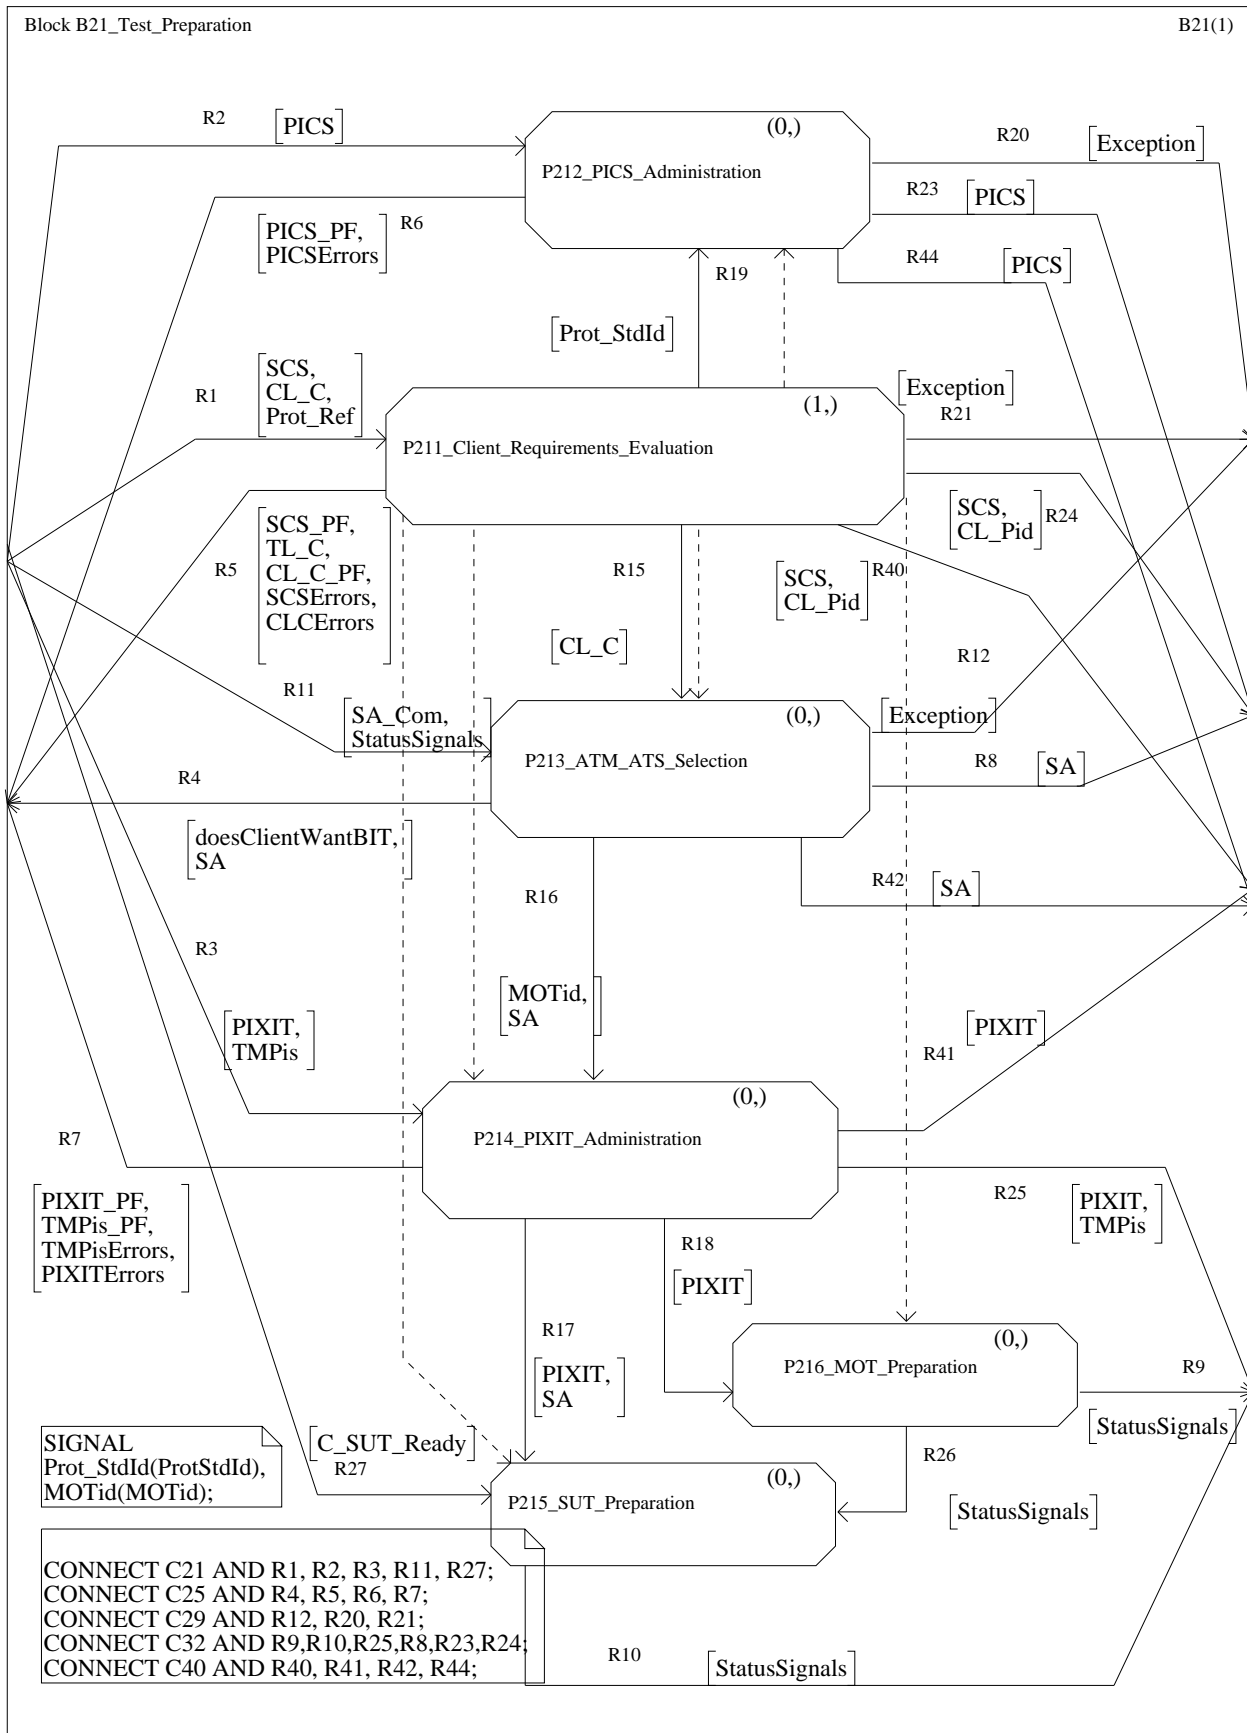 Block B21_Test_Preparation
B21(1)
R2
[PICS]
(0,)
R20
[Exception]
P212_PICS_Administration
R23
[PICS]
R6
PICS_PF,
PICSErrors
R44
[PICS]
R19
[Prot_StdId]
SCS,
CL_C,
Prot_Ref
R1
[Exception]
(1,)
R21
P211_Client_Requirements_Evaluation
SCS,
CL_Pid
R24
SCS_PF,
TL_C,
CL_C_PF,
SCSErrors,
CLCErrors
R5
R15
SCS,
CL_Pid
R40
[CL_C]
R12
R11
SA_Com,
StatusSignals
(0,)
[Exception]
P213_ATM_ATS_Selection
R8
[SA]
R4
doesClientWantBIT,
SA
R16
R42
[SA]
R3
MOTid,
SA
PIXIT,
TMPis
[PIXIT]
R41
(0,)
R7
P214_PIXIT_Administration
R25
PIXIT,
TMPis
PIXIT_PF,
TMPis_PF,
TMPisErrors,
PIXITErrors
R18
[PIXIT]
R17
(0,)
P216_MOT_Preparation
R9
PIXIT,
SA
[StatusSignals]
[C_SUT_Ready]
R27
R26
SIGNAL
Prot_StdId(ProtStdId),
MOTid(MOTid);
(0,)
P215_SUT_Preparation
[StatusSignals]
CONNECT C21 AND R1, R2, R3, R11, R27;
CONNECT C25 AND R4, R5, R6, R7;
CONNECT C29 AND R12, R20, R21;
CONNECT C32 AND R9,R10,R25,R8,R23,R24;
CONNECT C40 AND R40, R41, R42, R44;
R10
[StatusSignals]